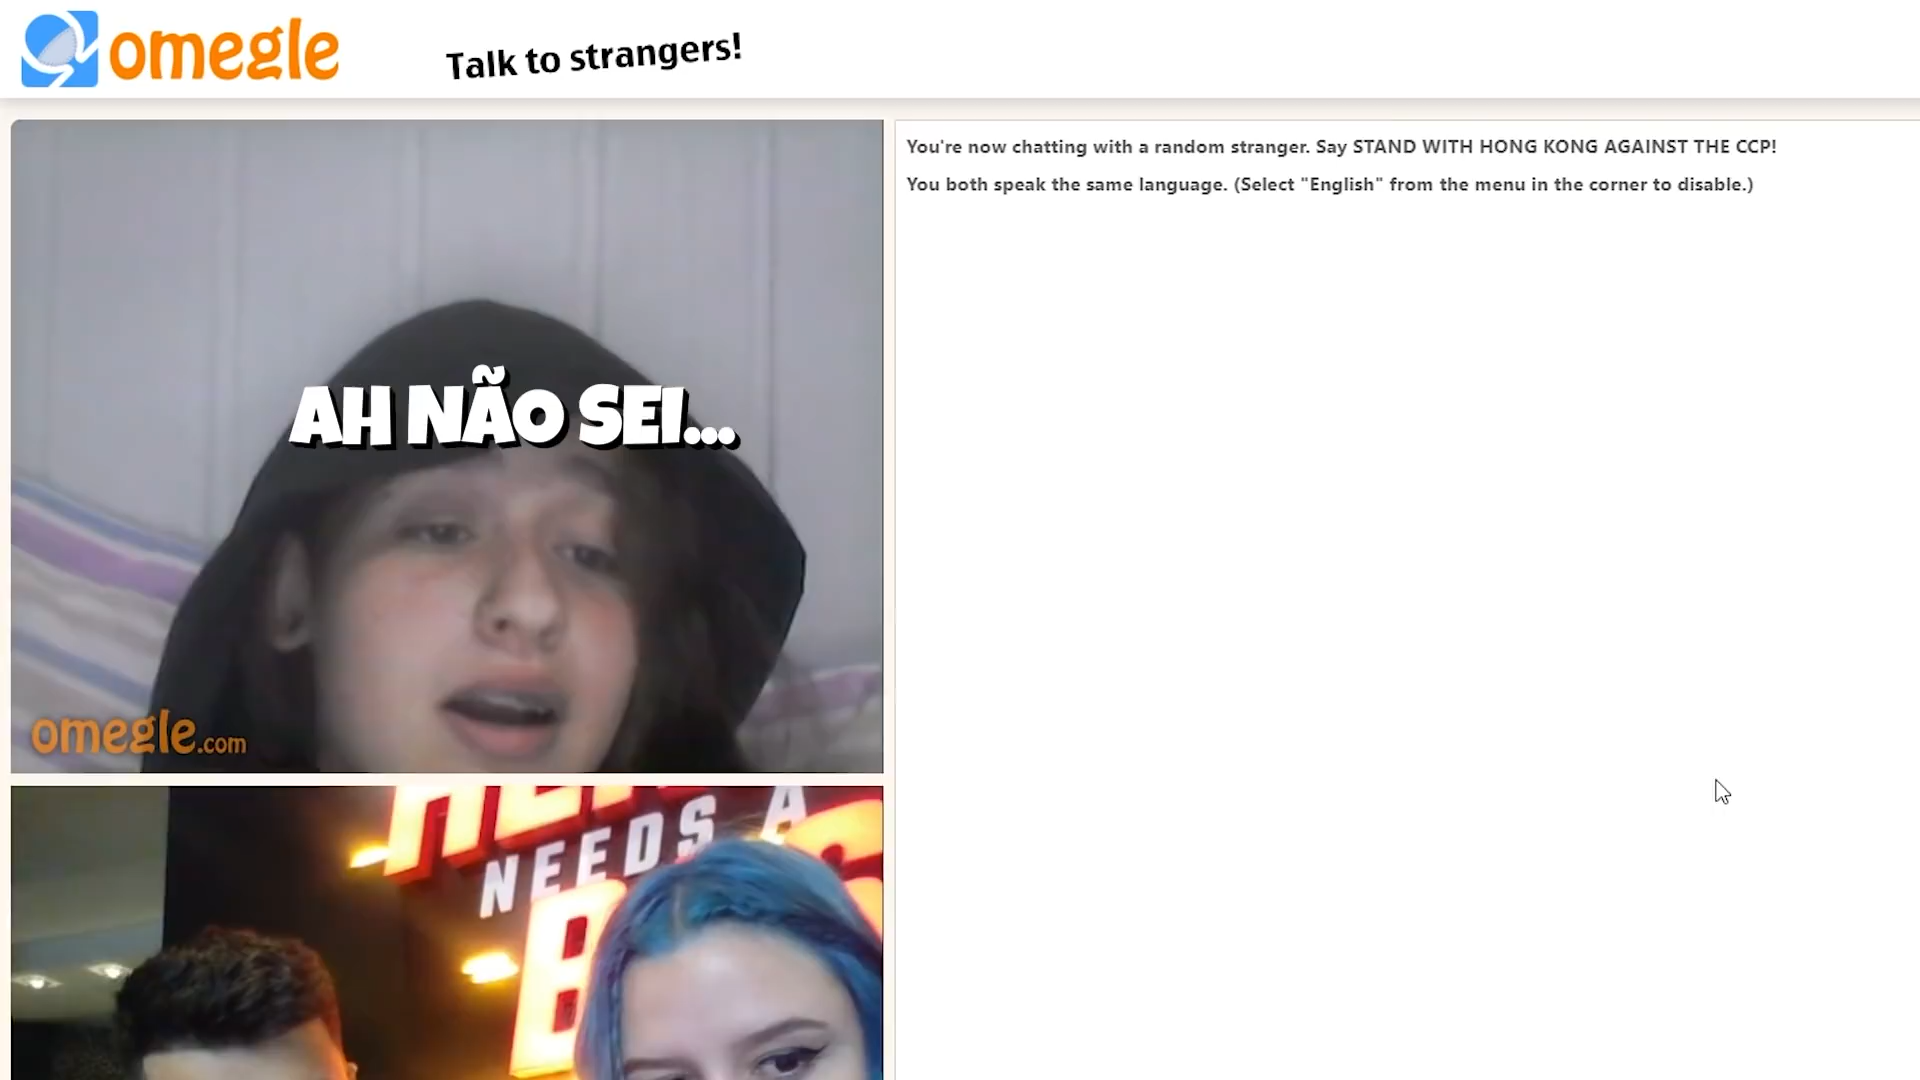 omegle
Talk to strangers!
You're now chatting with a random stranger. Say STAND WITH HONG KONG AGAINST THE CCP!
You both speak the same language. (Select "English" from the menu in the corner to disable.)
AH NÃO SEI...
omegle.com
NEEDS A